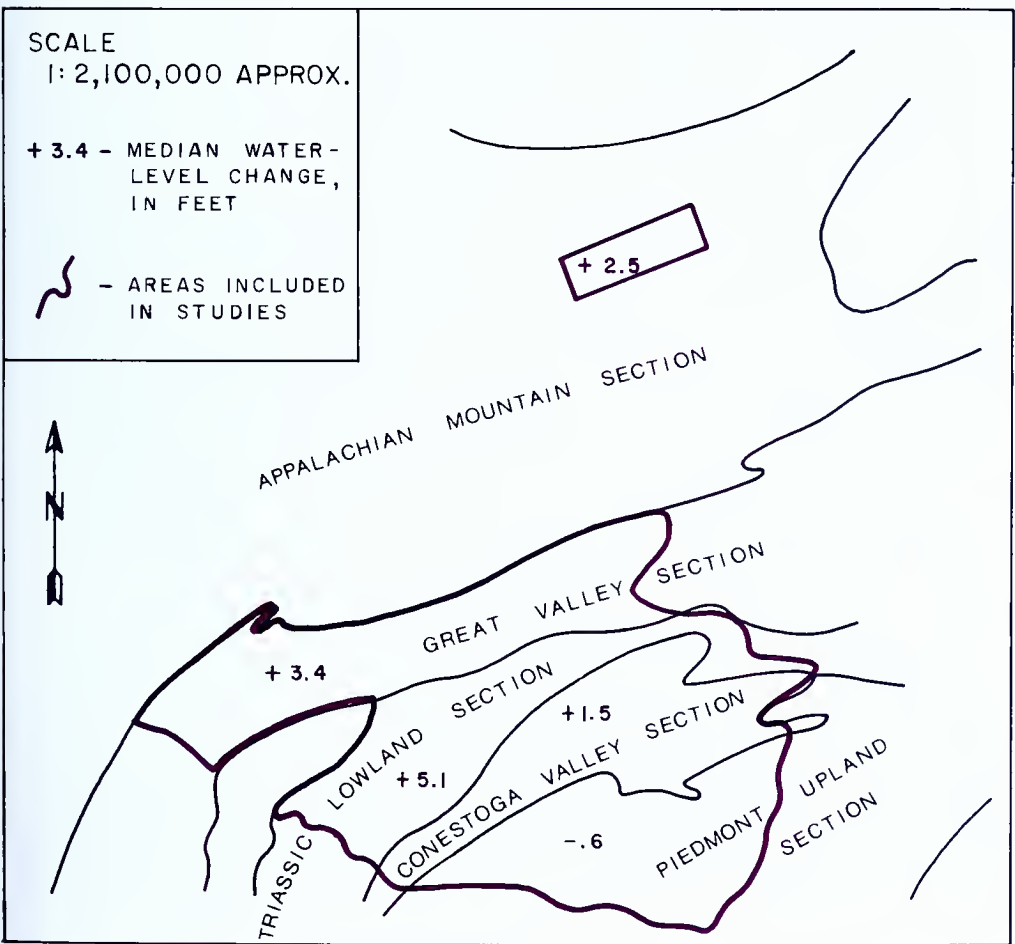 SCALE
1: 2,100,000 APPROX.
+ 3.4 - MEDIAN WATER-
LEVEL CHANGE,
IN FEET
- AREAS INCLUDED
IN STUDIES
+ 2.5
APPALACHIAN MOUNTAIN SECTION
N
GREAT VALLEY SECTION
+ 3.4
TRIASSIC LOWLAND SECTION
+ 5.1
+1.5
CONESTOGA VALLEY SECTION
-.6
PIEDMONT UPLAND
SECTION